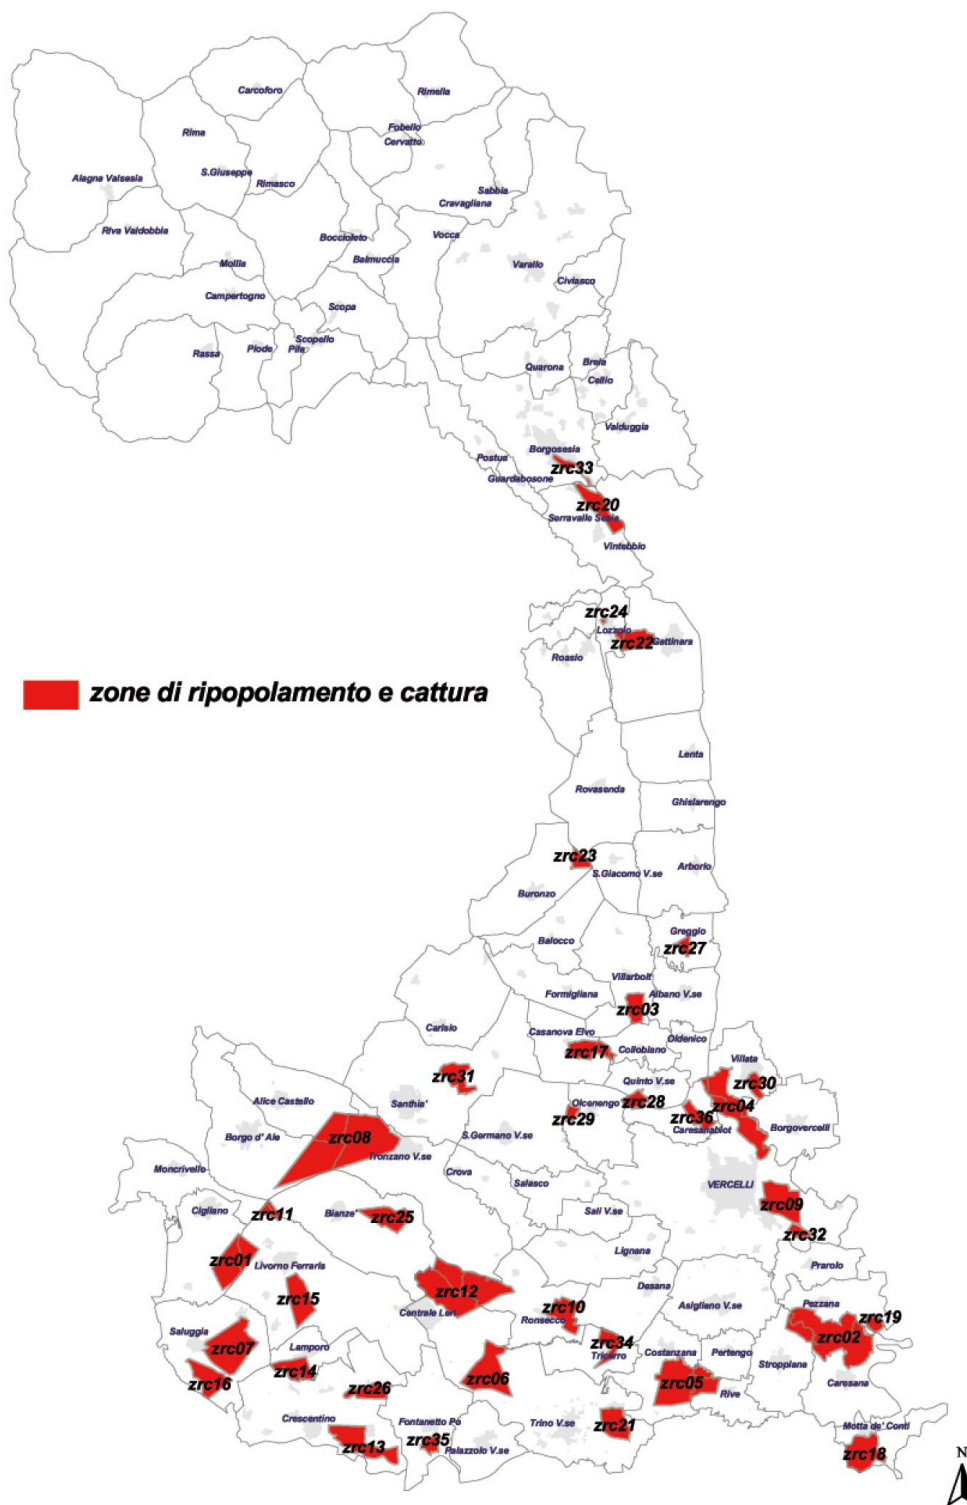 Carcoforo
Rimella
Rima
Fobello
Cervatto
S.Giuseppe
Rimasco
Alagna Valsesia
Sabbia
Cravagliana
Riva Valdobbia
Boccioleto
Vocca
Balmuccia
Mollia
Varallo
Civiasco
Campertogno
Scopa
Scopello
Rassa
Piode
Pila
Quarona
Breia
Cellio
Valduggia
Borgosesia
Postua
zrc33
Guardabosone
zrc20
Serravalle Sesia
Vintebbio
zrc24
Lozzolo
zrc22
Gattinara
Roasio
zone di ripopolamento e cattura
Lenta
Rovasenda
Ghislarengo
zrc23
S.Giacomo V.se
Arborio
Buronzo
Greggio
Balocco
zrc27
Villarboit
Formigliana
Albano V.se
zrc03
Carisio
Casanova Elvo
Oldenico
zrc17
Collobiano
Villata
zrc31
Quinto V.se
zrc30
Alice Castello
Santhia'
Olcenengo
zrc28
zrc04
zrc29
zrc36
Caresanablot
Borgovercelli
Borgo d' Ale
zrc08
S.Germano V.se
Tronzano V.se
Moncrivello
Crova
Salasco
VERCELLI
Cigliano
zrc11
Bianze'
zrc25
Sali V.se
zrc09
zrc32
zrc01
Livorno Ferraris
Lignana
Prarolo
zrc15
zrc12
Desana
Centrale Leri
zrc10
Ronsecco
Asigliano V.se
Pezzana
zrc19
Saluggia
zrc07
Lamporo
zrc34
Tricerro
Costanzana
Pertengo
zrc02
Stroppiana
zrc14
zrc16
zrc26
zrc06
zrc05
Rive
Caresana
Crescentino
zrc13
Fontanetto Po
zrc35
Palazzolo V.se
Trino V.se
zrc21
Motta de' Conti
zrc18
N